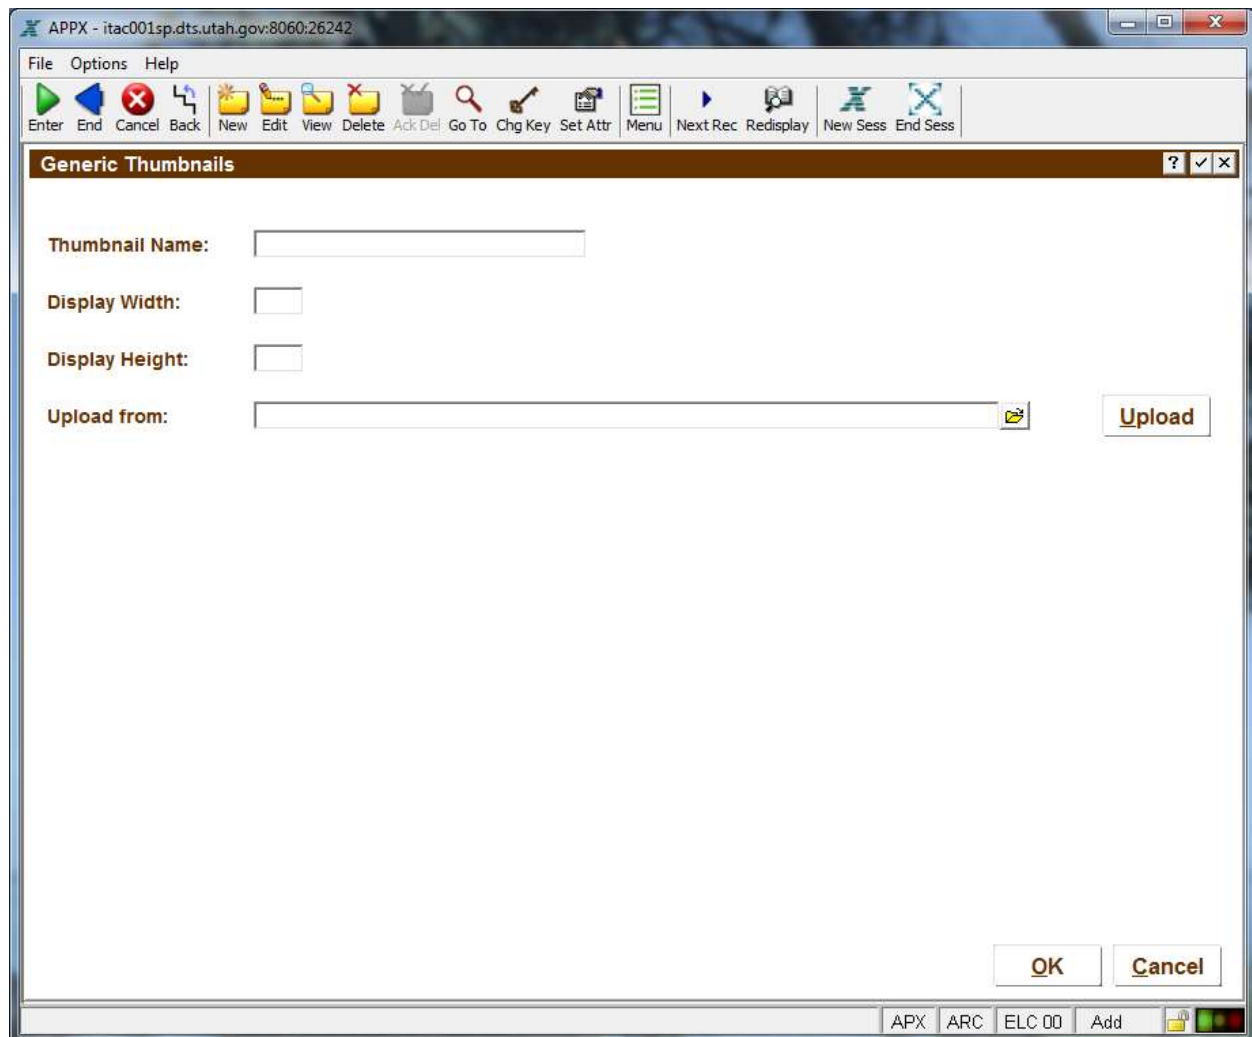 APPX - itac001sp.dts.utah.gov:8060:26242
File Options Help
Enter End Cancel Back New Edit View Delete Ack Del Go To Chg Key Set Attr Menu Next Rec Redisplay New Sess End Sess
Generic Thumbnails ?
Thumbnail Name:
Display Width:
Display Height:
Upload from: Upload
OK Cancel
APX ARC ELC 00 Add